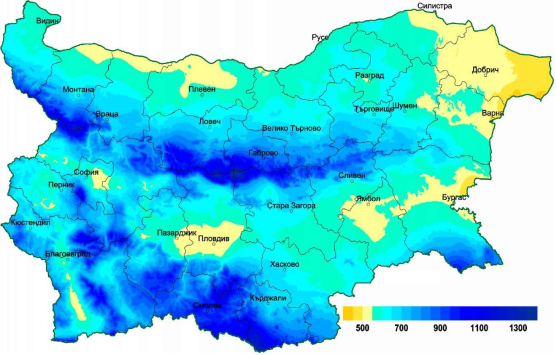 Силистра
Видин
Русе
Добрич
Разград
Монтана
Плевен
Търговище
Шумен
Варна
Враца
Ловеч
Велико Търново
Габрово
София
Перник
Сливен
Ямбол
Бургас
Стара Загора
Кюстендил
Пазарджик
Пловдив
Благоевград
Хасково
Смолян
Кърджали
500 700 900 1100 1300